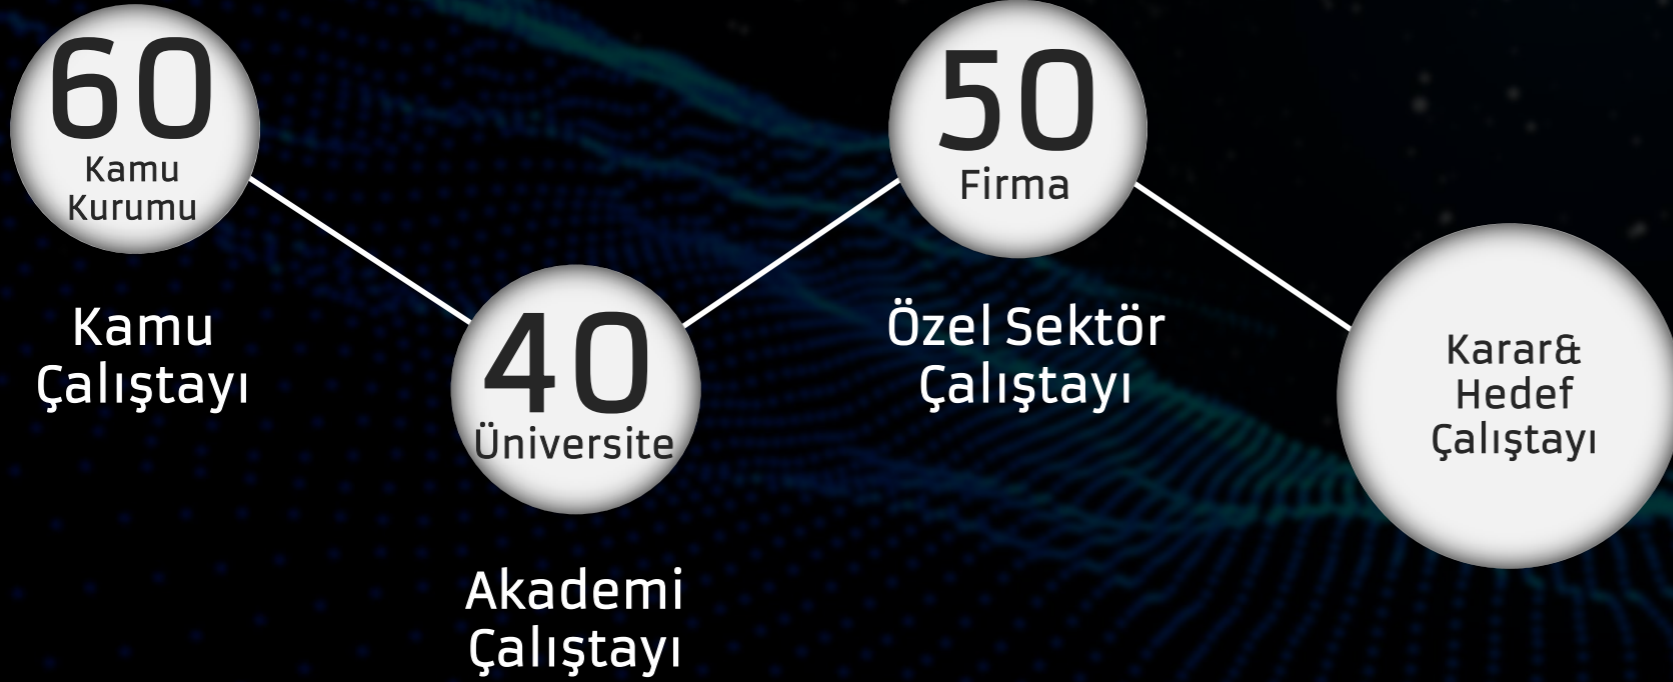 60
Kamu
Kurumu
Kamu
Çalıştayı
40
Üniversite
Akademi
Çalıştayı
50
Firma
Özel Sektör
Çalıştayı
Karar&
Hedef
Çalıştayı